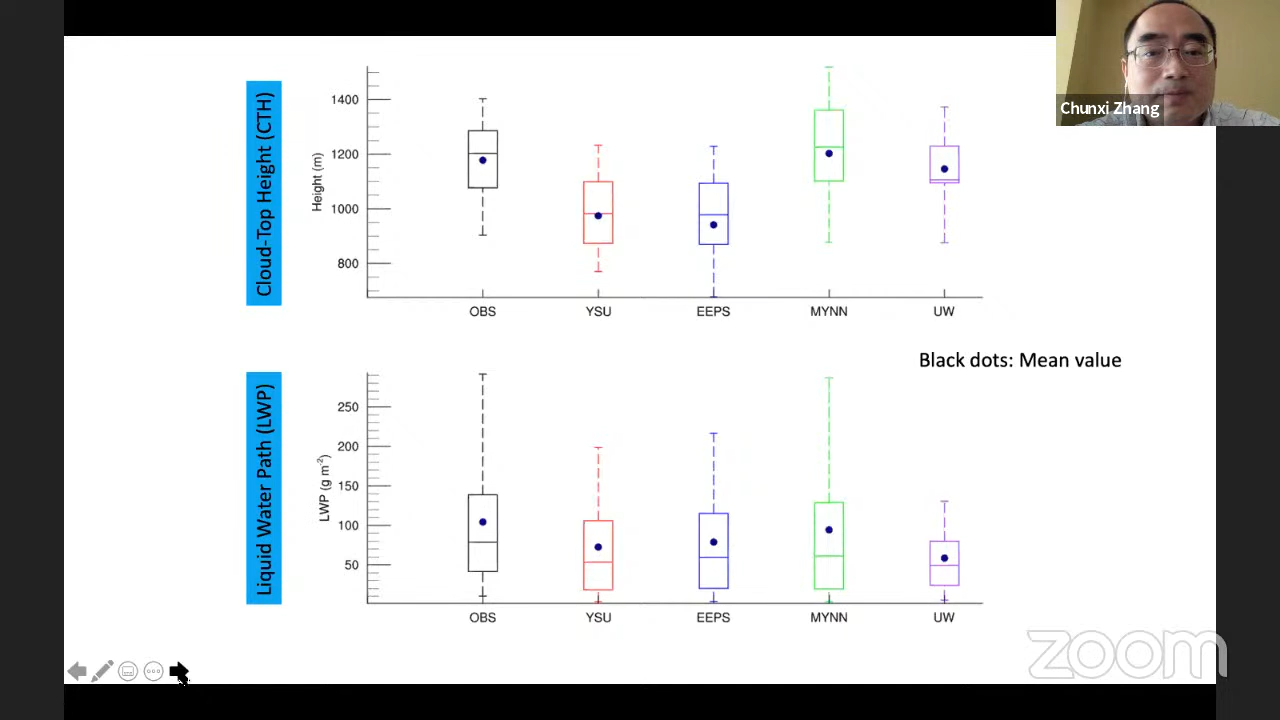 Chunxi Zhang
Cloud-Top Height (CTH)
Height (m)
1400
1200
1000
800
OBS YSU EEPS MYNN UW
Black dots: Mean value
Liquid Water Path (LWP)
LWP (g m⁻²)
250
200
150
100
50
OBS YSU EEPS MYNN UW
zoom